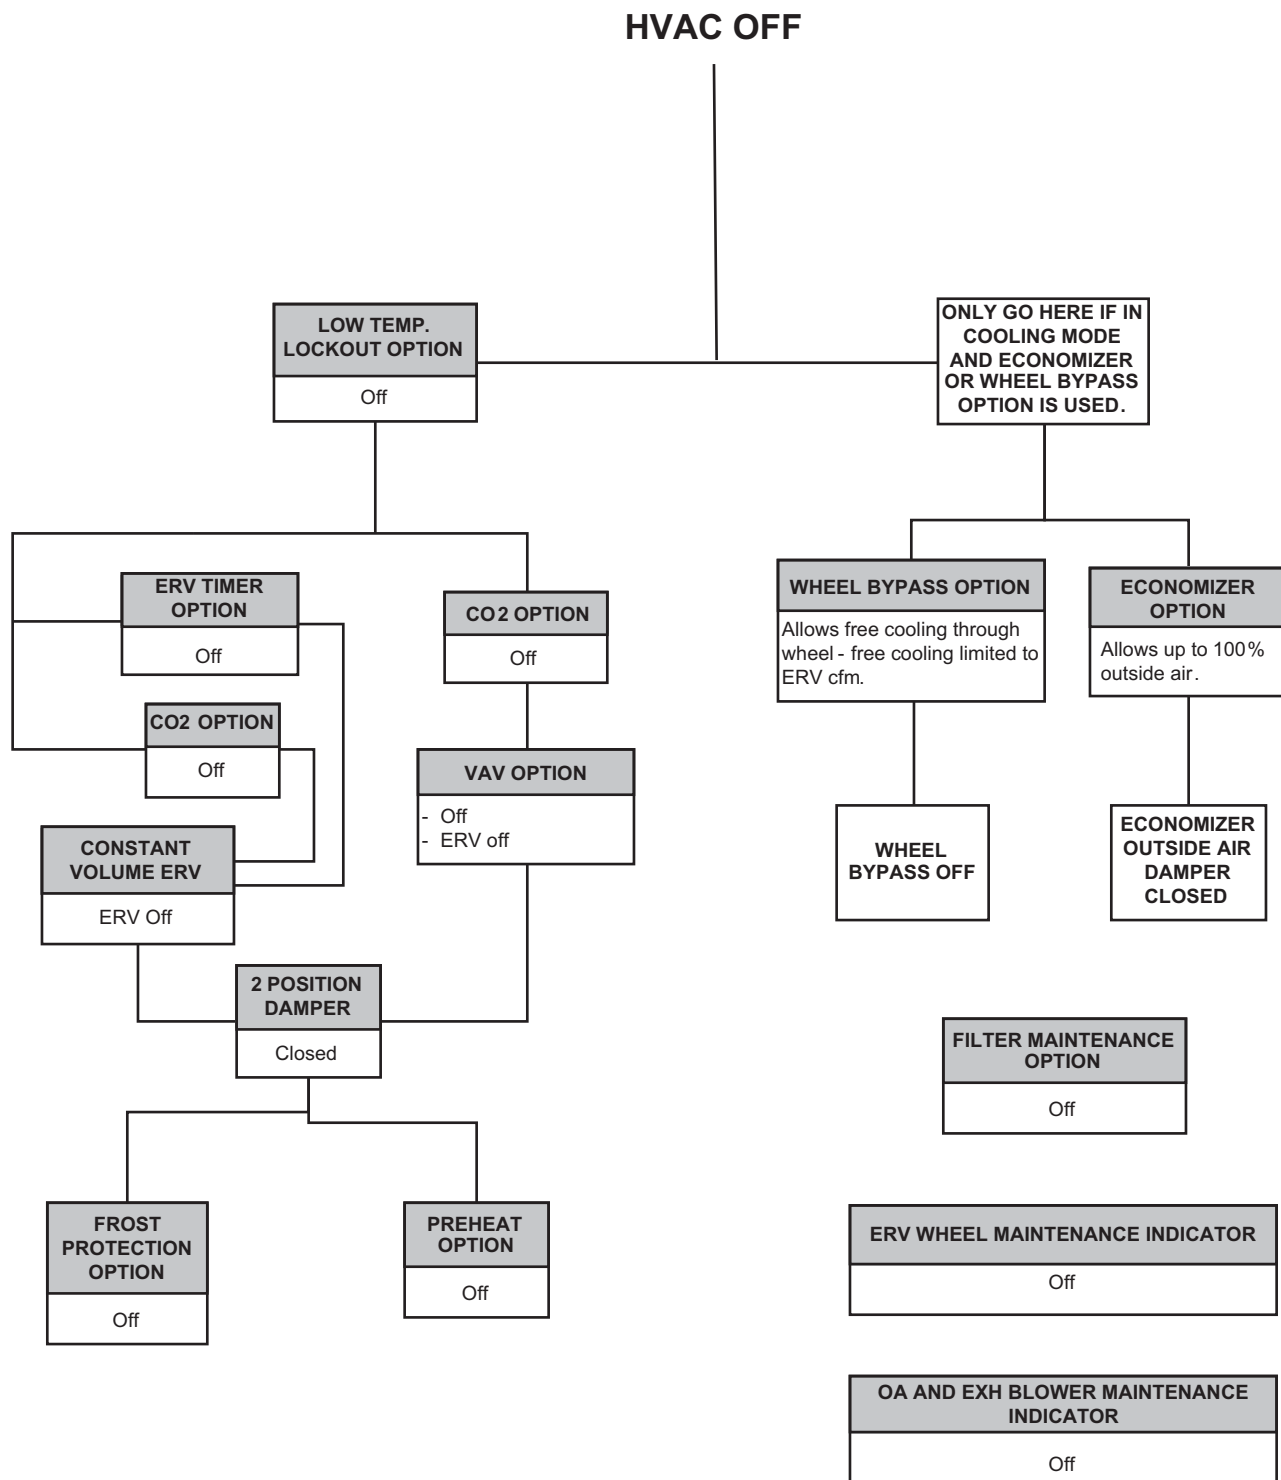 HVAC OFF
LOW TEMP.
LOCKOUT OPTION
Off
ONLY GO HERE IF IN
COOLING MODE
AND ECONOMIZER
OR WHEEL BYPASS
OPTION IS USED.
ERV TIMER
OPTION
Off
CO2 OPTION
Off
CO2 OPTION
Off
VAV OPTION
- Off
- ERV off
CONSTANT
VOLUME ERV
ERV Off
2 POSITION
DAMPER
Closed
FROST
PROTECTION
OPTION
Off
PREHEAT
OPTION
Off
WHEEL BYPASS OPTION
Allows free cooling through
wheel - free cooling limited to
ERV cfm.
ECONOMIZER
OPTION
Allows up to 100%
outside air.
WHEEL
BYPASS OFF
ECONOMIZER
OUTSIDE AIR
DAMPER
CLOSED
FILTER MAINTENANCE
OPTION
Off
ERV WHEEL MAINTENANCE INDICATOR
Off
OA AND EXH BLOWER MAINTENANCE
INDICATOR
Off